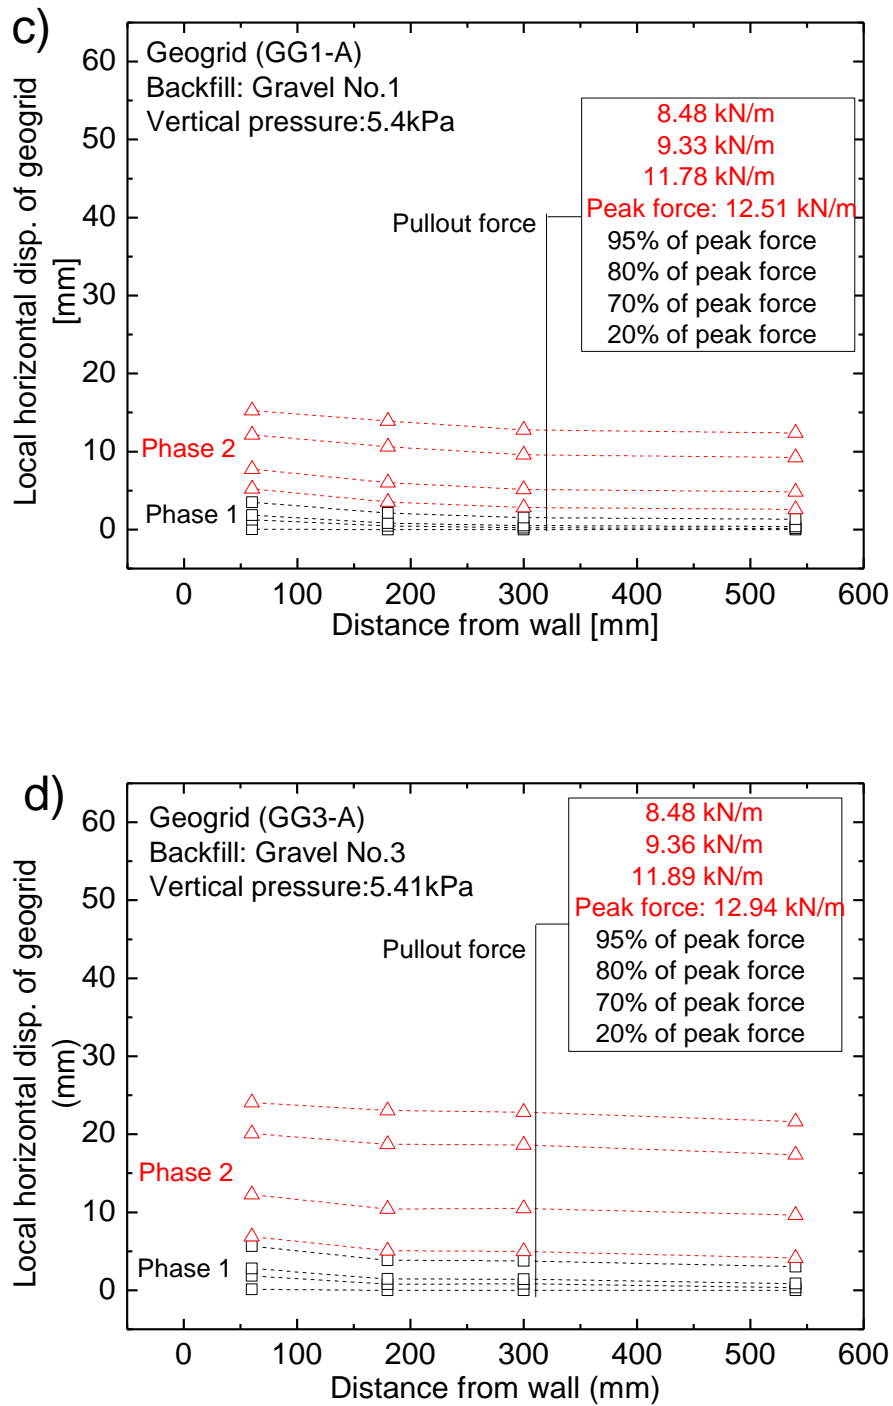 c)
Geogrid (GG1-A)
Backfill: Gravel No.1
Vertical pressure:5.4kPa
8.48 kN/m
9.33 kN/m
11.78 kN/m
Peak force: 12.51 kN/m
95% of peak force
80% of peak force
70% of peak force
20% of peak force
Pullout force
Phase 2
Phase 1
Local horizontal disp. of geogrid
[mm]
60
50
40
30
20
10
0
0 100 200 300 400 500 600
Distance from wall [mm]
d)
Geogrid (GG3-A)
Backfill: Gravel No.3
Vertical pressure:5.41kPa
8.48 kN/m
9.36 kN/m
11.89 kN/m
Peak force: 12.94 kN/m
95% of peak force
80% of peak force
70% of peak force
20% of peak force
Pullout force
Phase 2
Phase 1
Local horizontal disp. of geogrid
(mm)
60
50
40
30
20
10
0
0 100 200 300 400 500 600
Distance from wall (mm)